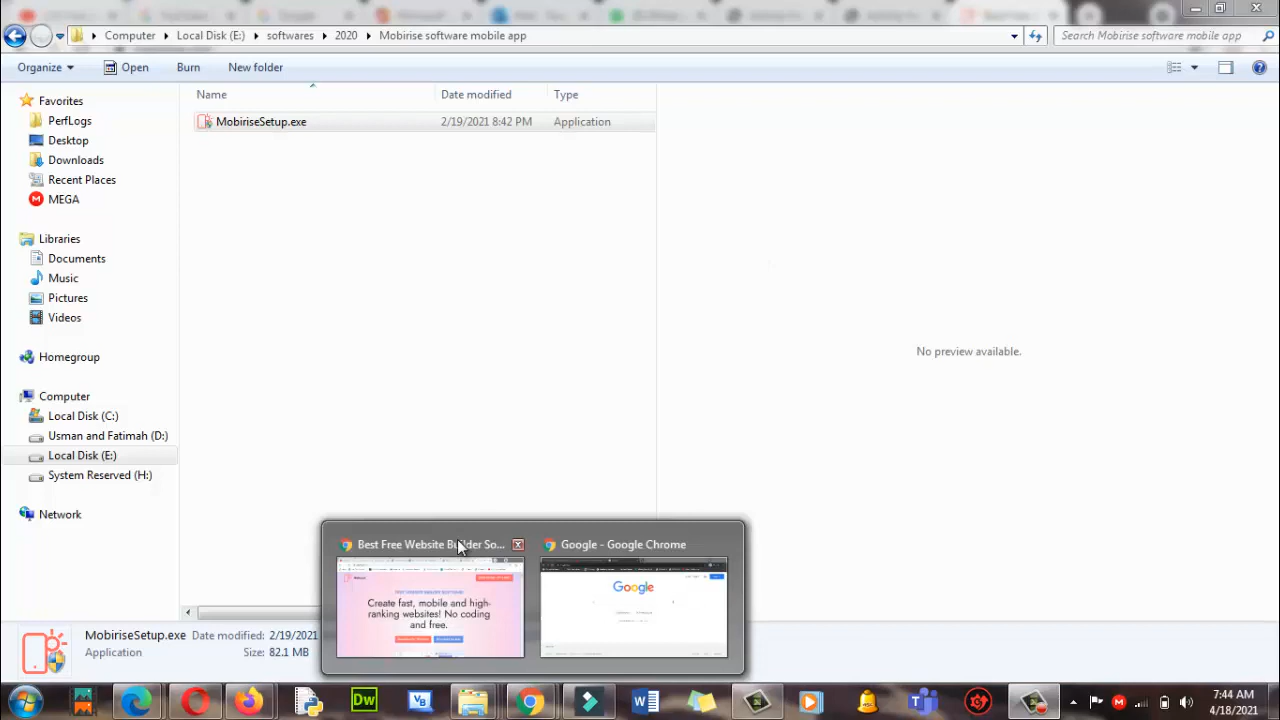 Computer Local Disk (E:) softwares 2020 Mobirise software mobile app
Search Mobirise software mobile app
Organize Open Burn New folder
Name Date modified Type
MobiriseSetup.exe 2/19/2021 8:42 PM Application
Favorites
PerfLogs
Desktop
Downloads
Recent Places
MEGA
Libraries
Documents
Music
Pictures
Videos
Homegroup
Computer
Local Disk (C:)
Usman and Fatimah (D:)
Local Disk (E:)
System Reserved (H:)
Network
No preview available.
Best Free Website Builder So...
Google - Google Chrome
Create fast, mobile and high-
ranking websites! No coding
and free.
Google
MobiriseSetup.exe Date modified: 2/19/2021
Application Size: 82.1 MB
Dw
VB
W
7:44 AM
4/18/2021